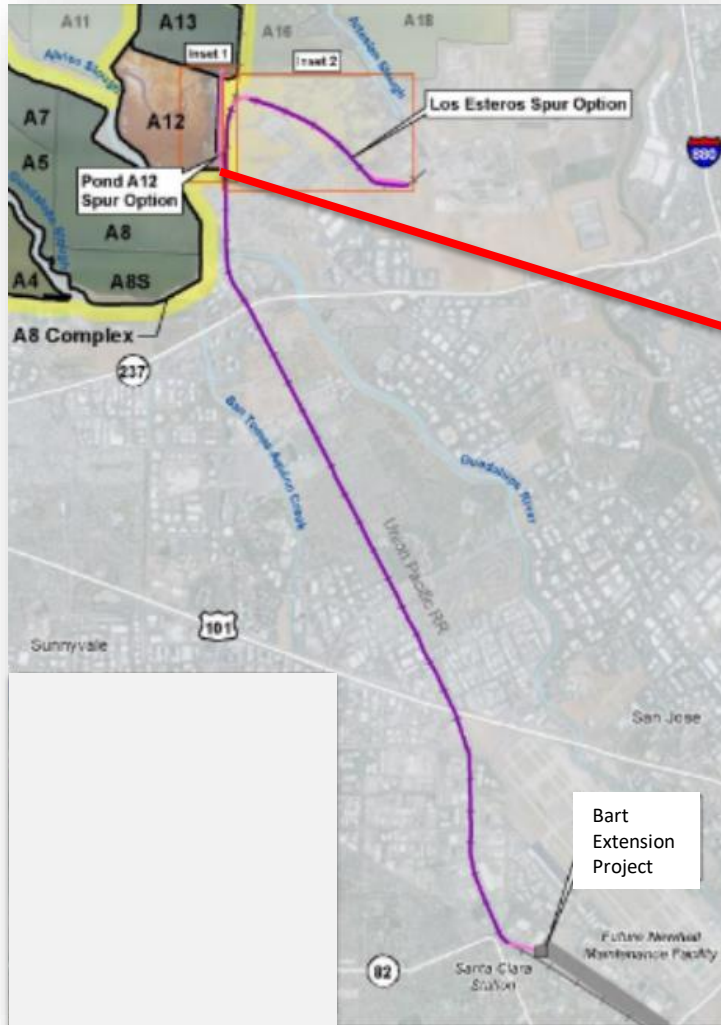 A11
A13
A16
A18
Inset 1
Inset 2
Alviso Slough
Artesian Slough
Los Esteros Spur Option
A7
A12
880
A5
Pond A12
Spur Option
Guadalupe Slough
A8
A4
A8S
A8 Complex
237
San Tomas Aquino Creek
Guadalupe River
Union Pacific RR
101
Sunnyvale
San Jose
Bart
Extension
Project
Future Newhall
Maintenance Facility
Santa Clara
Station
82